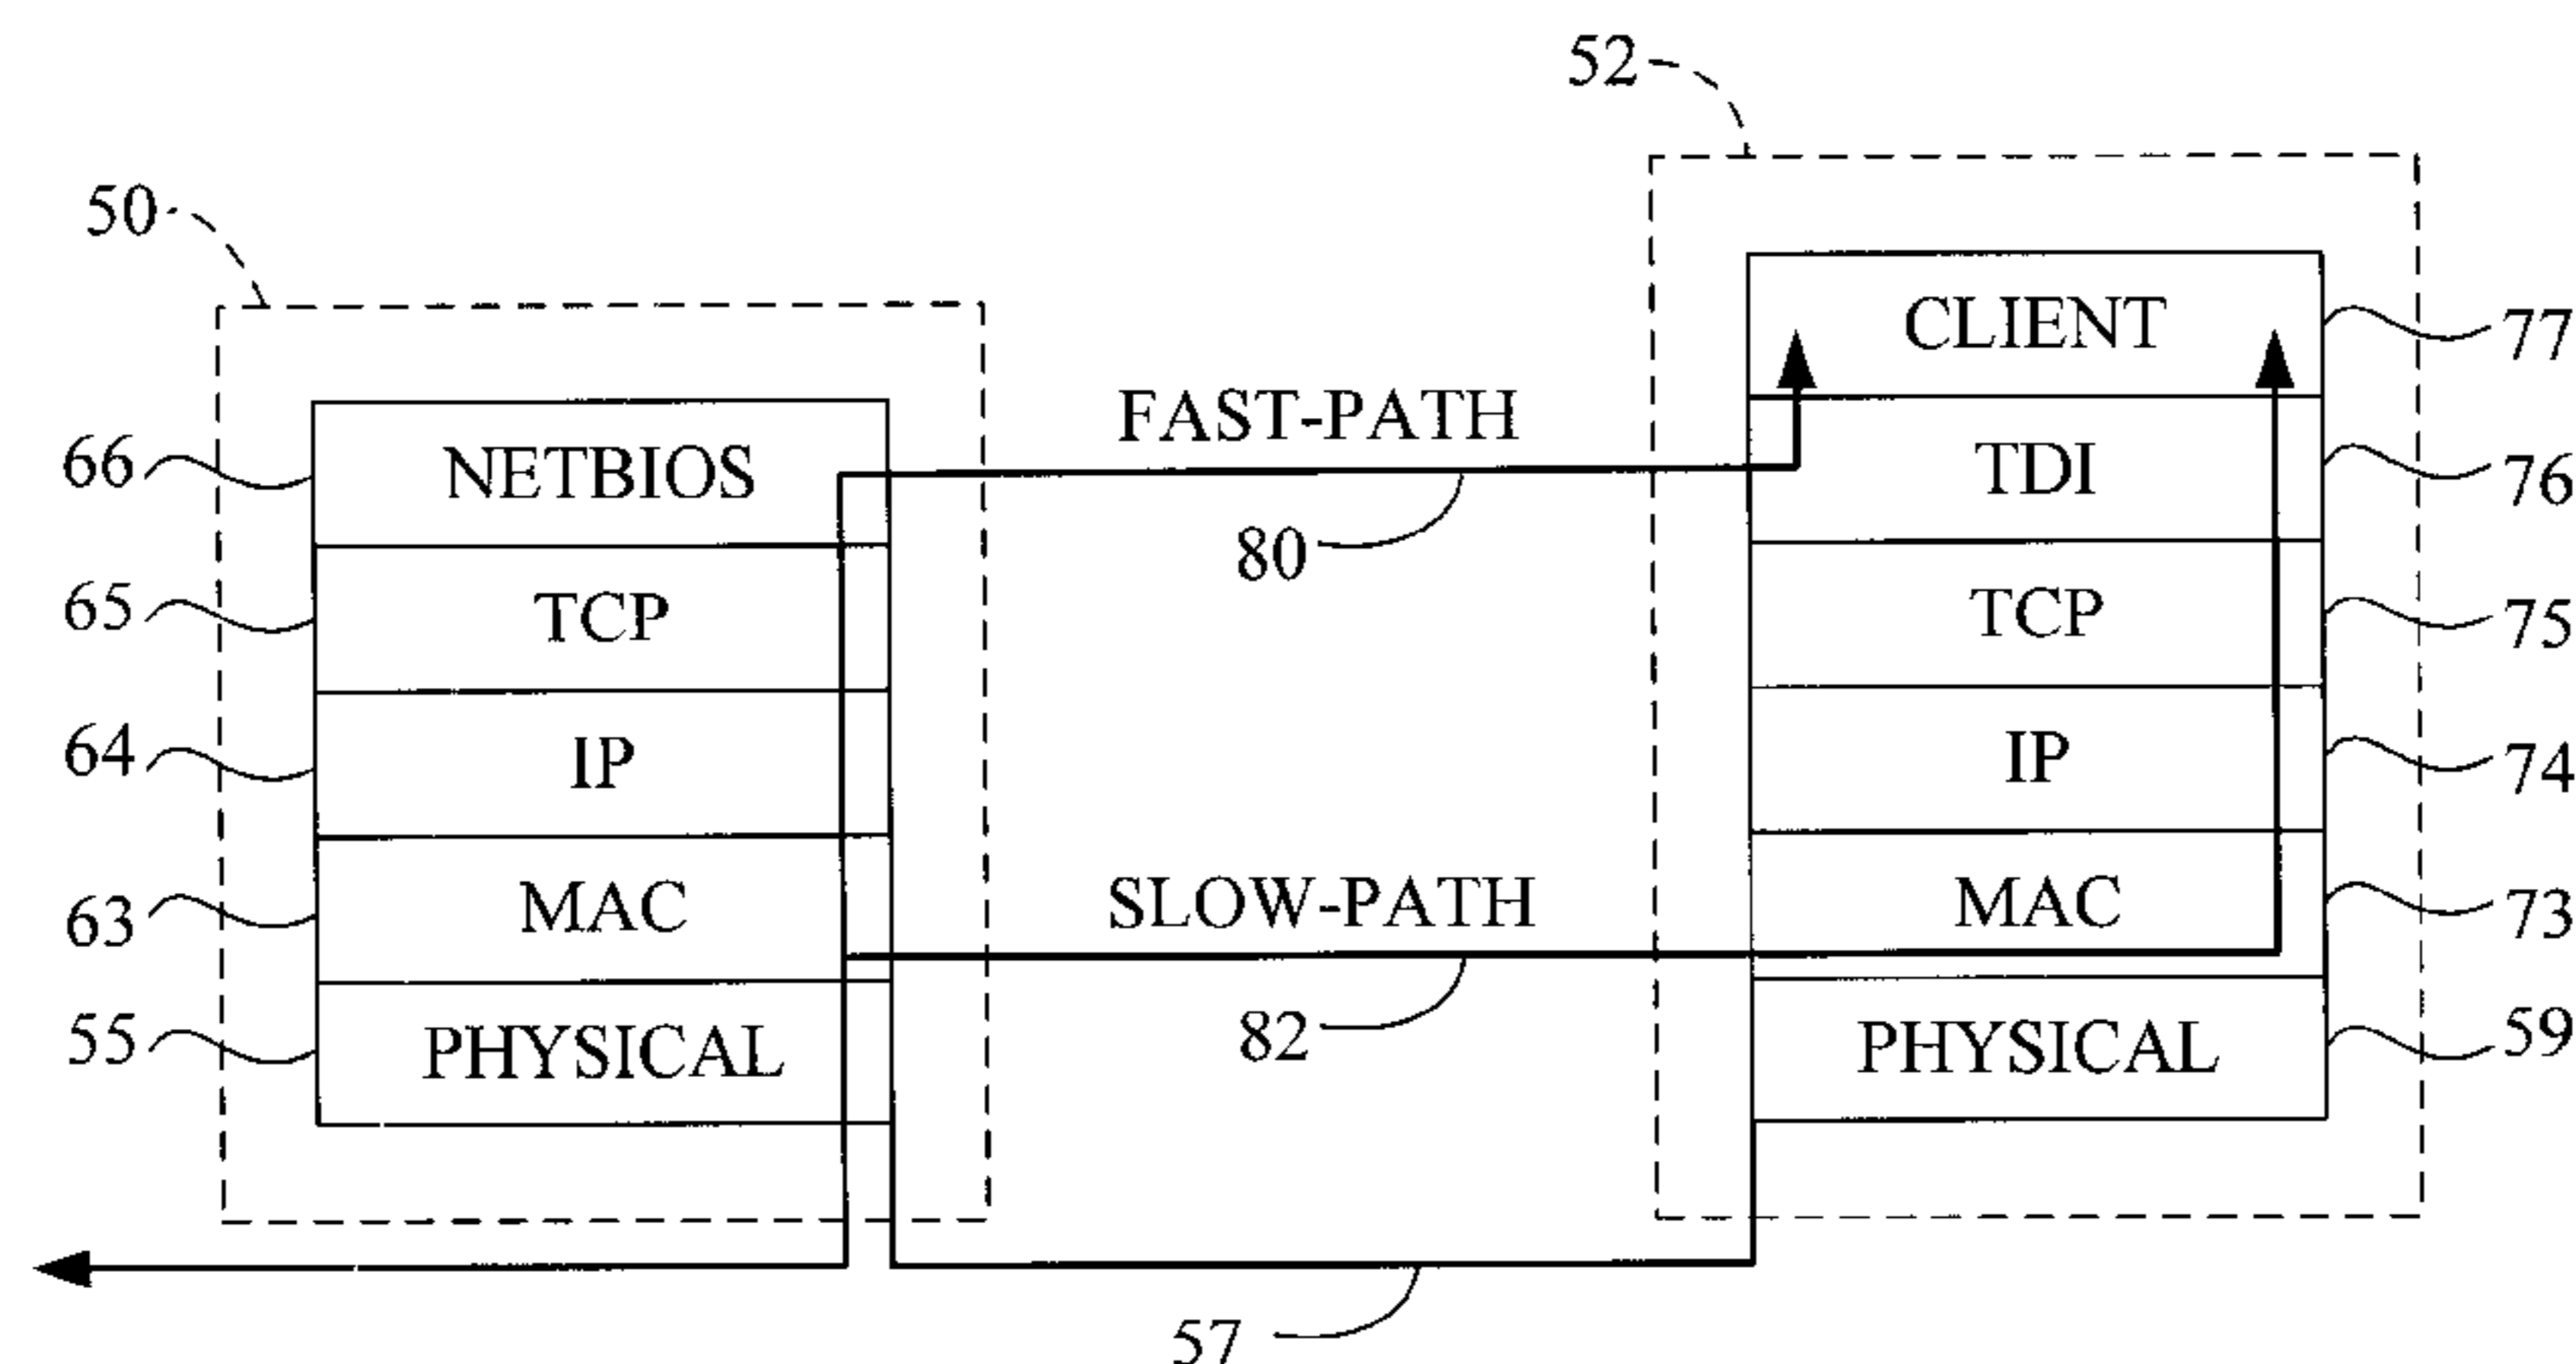 52
50
CLIENT
77
FAST-PATH
66
NETBIOS
TDI
76
80
65
TCP
TCP
75
64
IP
IP
74
SLOW-PATH
63
MAC
MAC
73
82
55
PHYSICAL
PHYSICAL
59
57